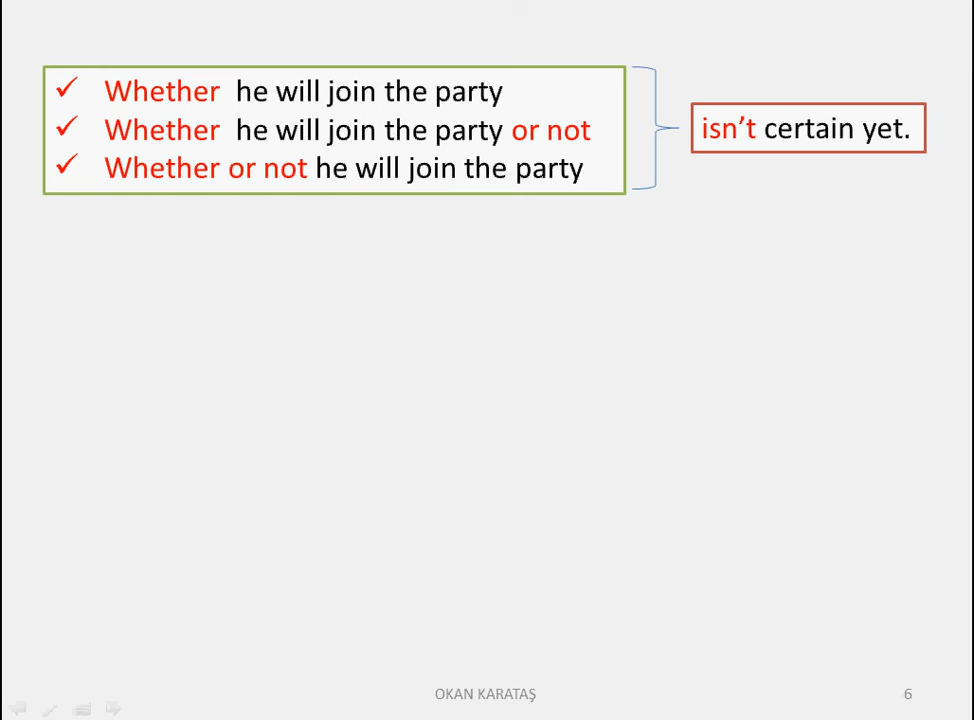 ✓ Whether he will join the party
✓ Whether he will join the party or not
✓ Whether or not he will join the party
isn’t certain yet.
OKAN KARATAŞ
6